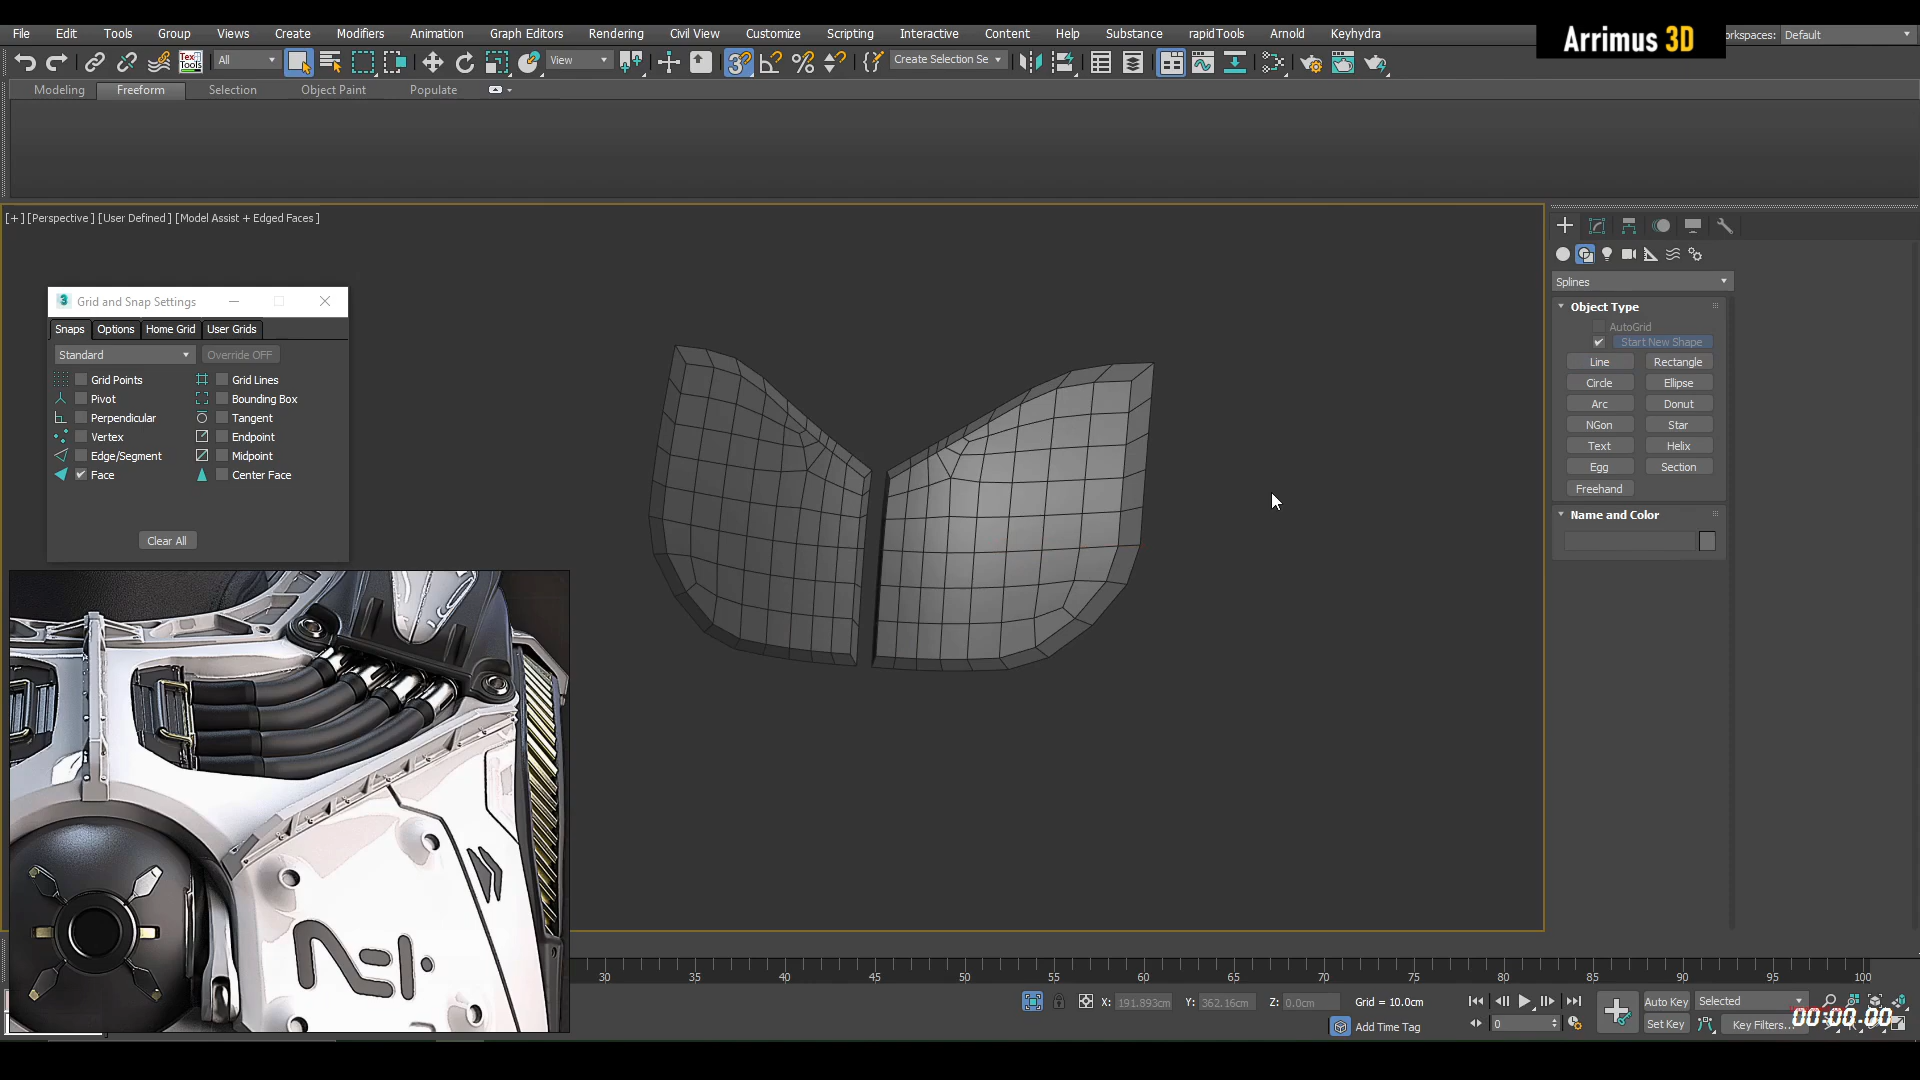 File Edit Tools Group Views Create Modifiers Animation Graph Editors Rendering Civil View Customize Scripting Interactive Content Help Substance rapidTools Arnold Keyhydra
Arrimus 3D
orkspaces: Default
TexTools All View Create Selection Se
Modeling Freeform Selection Object Paint Populate
[+] [Perspective ] [User Defined ] [Model Assist + Edged Faces ]
Grid and Snap Settings
Snaps Options Home Grid User Grids
Standard Override OFF
Grid Points Grid Lines
Pivot Bounding Box
Perpendicular Tangent
Vertex Endpoint
Edge/Segment Midpoint
Face Center Face
Clear All
Splines
Object Type
AutoGrid
Start New Shape
Line Rectangle
Circle Ellipse
Arc Donut
NGon Star
Text Helix
Egg Section
Freehand
Name and Color
30 35 40 45 50 55 60 65 70 75 80 85 90 95 100
X: 191.893cm Y: 362.16cm Z: 0.0cm Grid = 10.0cm
Add Time Tag
0
Auto Key Selected
Set Key Key Filters...
00:00.00